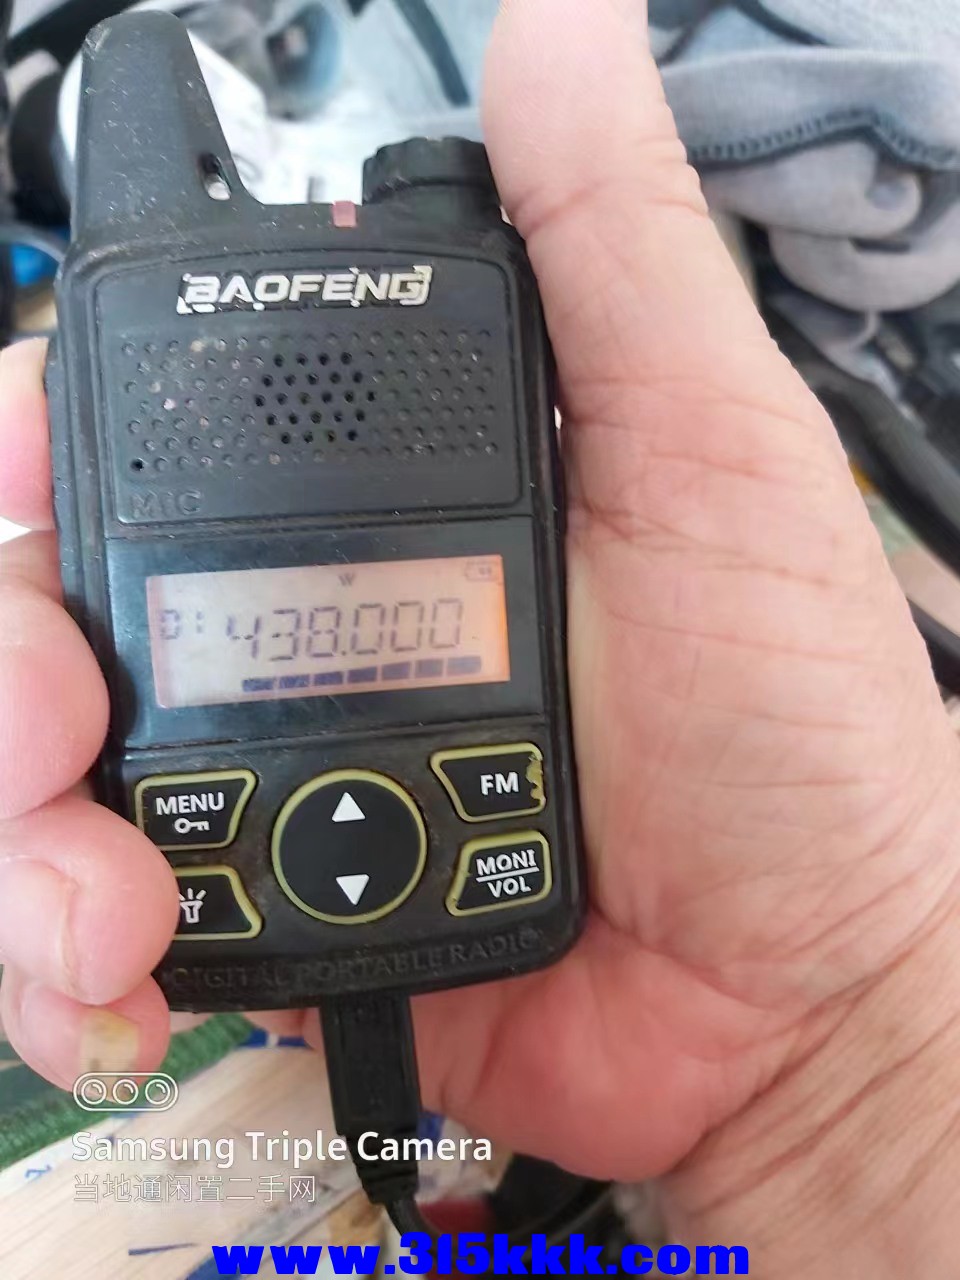 BAOFENG
MIC
W
01 438.000
MENU
FM
MONI
VOL
DIGITAL PORTABLE RADIO
Samsung Triple Camera
当地通闲置二手网
www.315kkk.com